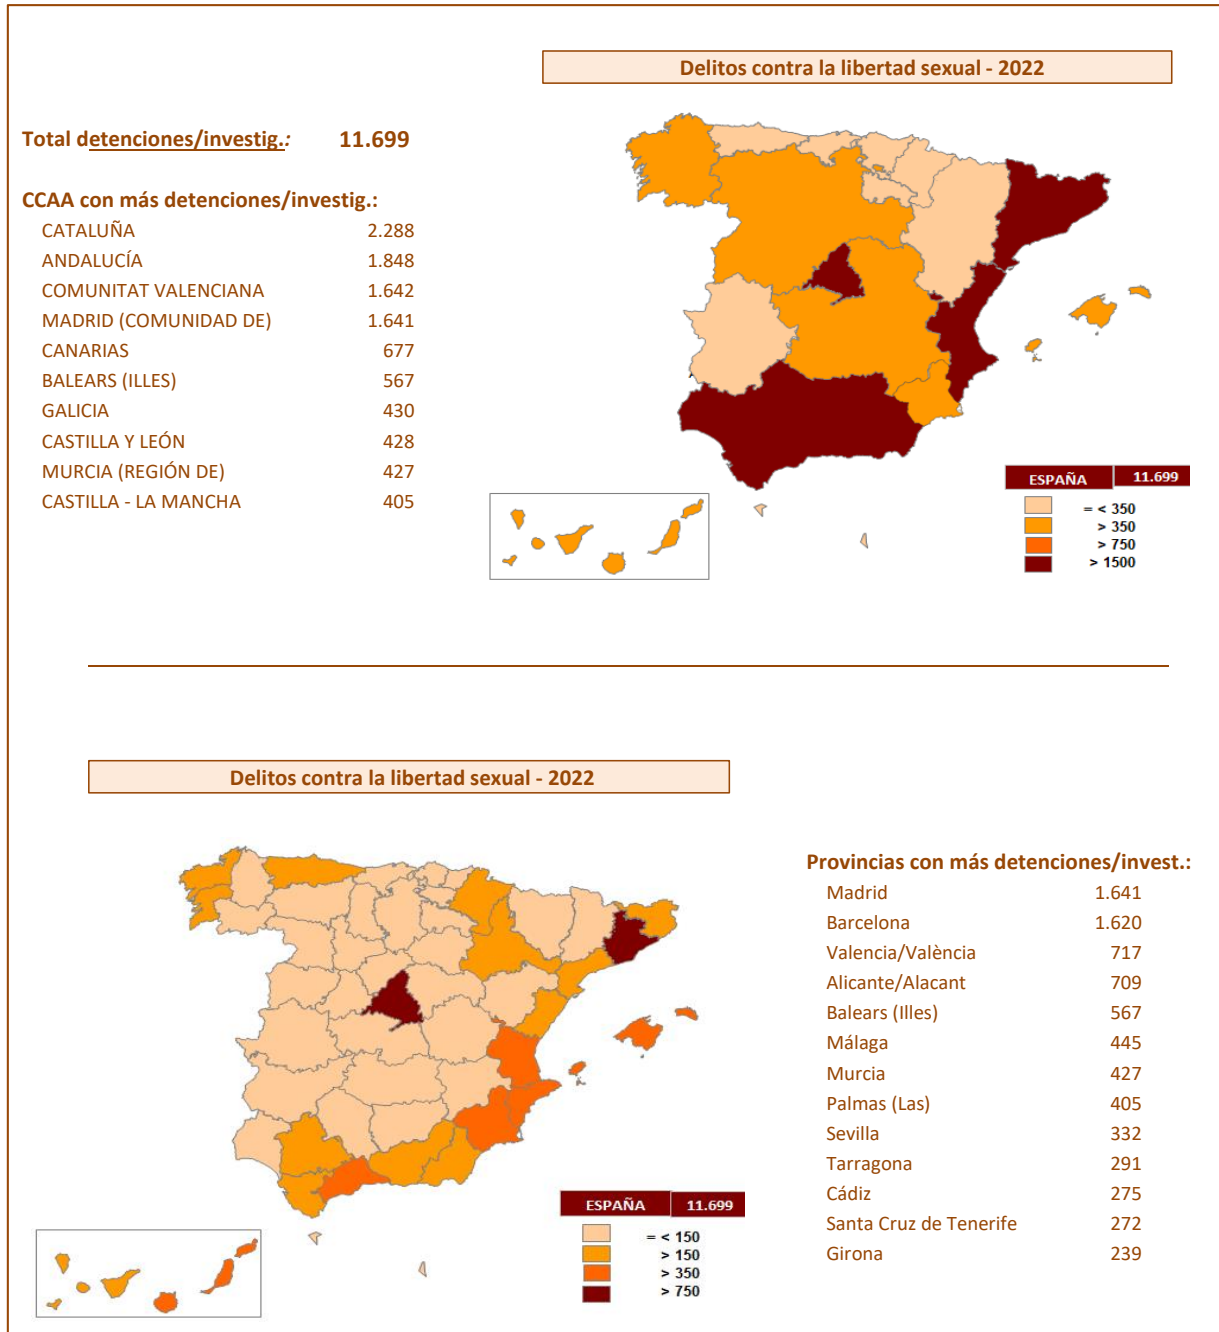 Delitos contra la libertad sexual - 2022
Total detenciones/investig.: 11.699
CCAA con más detenciones/investig.:
CATALUÑA 2.288
ANDALUCÍA 1.848
COMUNITAT VALENCIANA 1.642
MADRID (COMUNIDAD DE) 1.641
CANARIAS 677
BALEARS (ILLES) 567
GALICIA 430
CASTILLA Y LEÓN 428
MURCIA (REGIÓN DE) 427
CASTILLA - LA MANCHA 405
ESPAÑA 11.699
= < 350
> 350
> 750
> 1500
Delitos contra la libertad sexual - 2022
Provincias con más detenciones/invest.:
Madrid 1.641
Barcelona 1.620
Valencia/València 717
Alicante/Alacant 709
Balears (Illes) 567
Málaga 445
Murcia 427
Palmas (Las) 405
Sevilla 332
Tarragona 291
Cádiz 275
Santa Cruz de Tenerife 272
Girona 239
ESPAÑA 11.699
= < 150
> 150
> 350
> 750